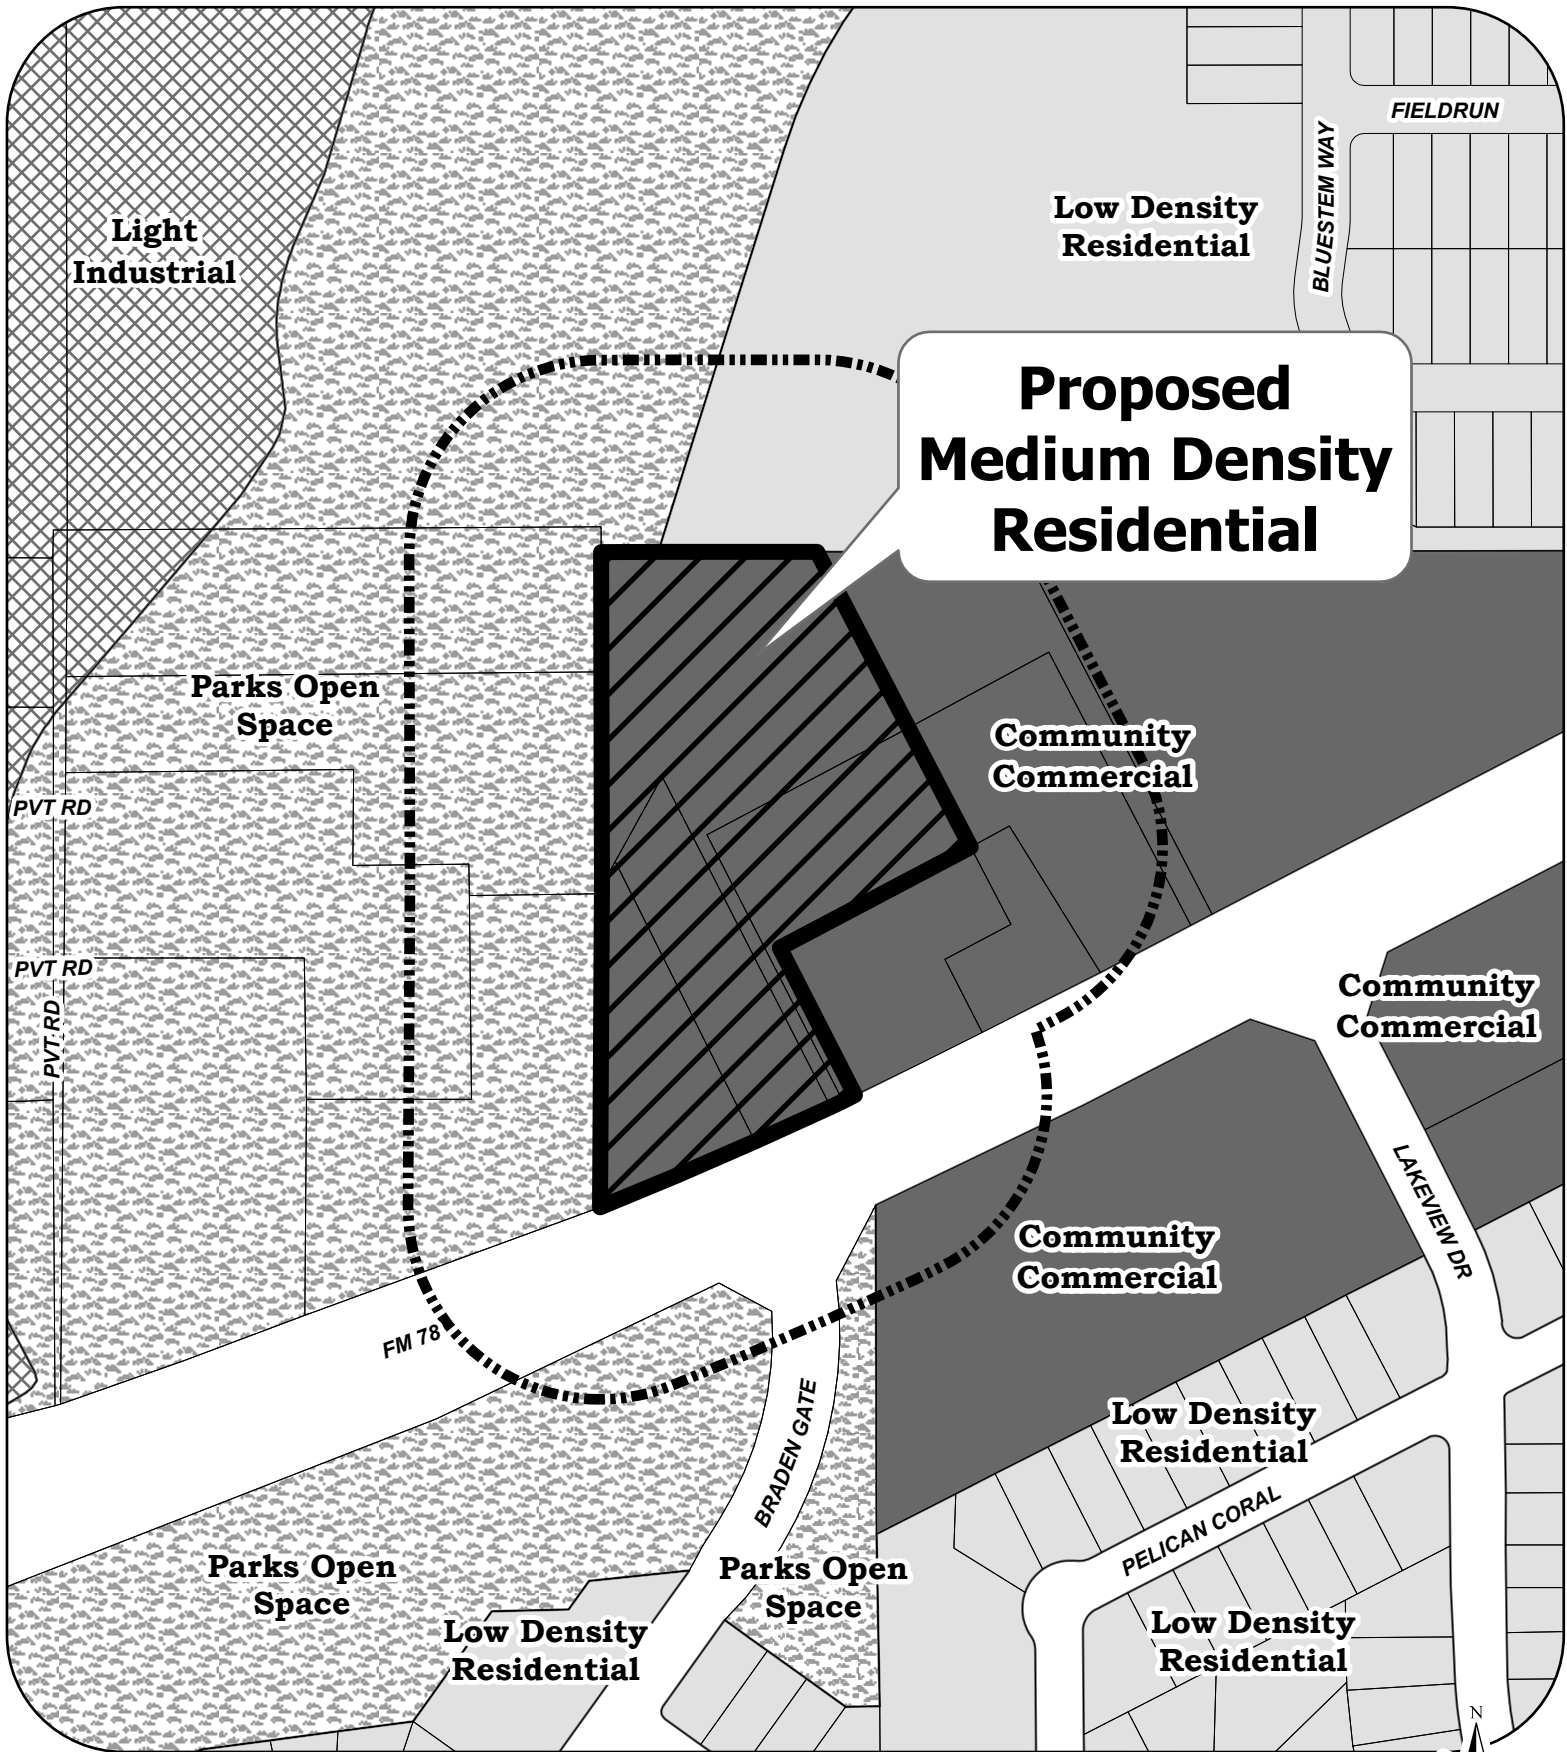 FIELDRUN
BLUESTEM WAY
Low Density
Residential
Light
Industrial
Proposed
Medium Density
Residential
Parks Open
Space
Community
Commercial
PVT RD
PVT RD
PVT RD
Community
Commercial
LAKEVIEW DR
Community
Commercial
FM 78
BRADEN GATE
Low Density
Residential
PELICAN CORAL
Parks Open
Space
Parks Open
Space
Low Density
Residential
Low Density
Residential
N